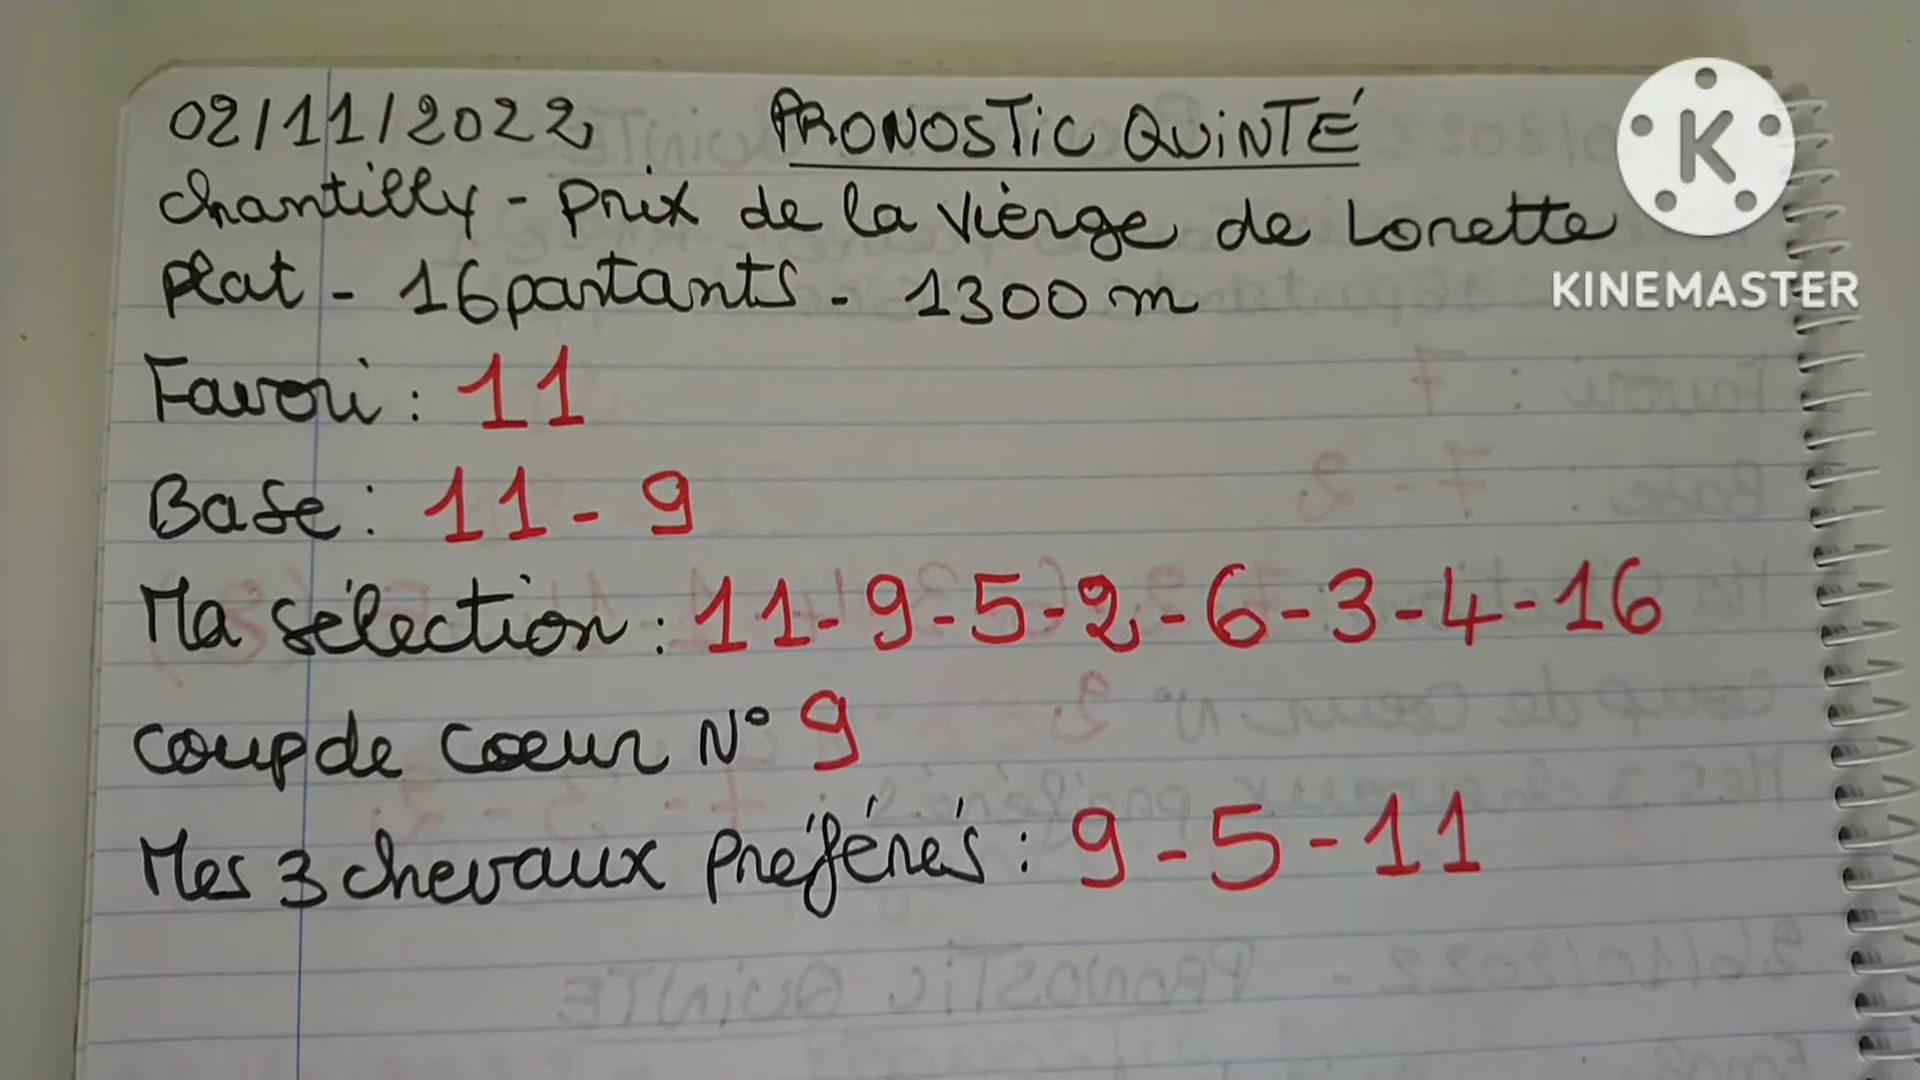 02/11/2022 PRONOSTIC QUINTÉ
Chantilly - Prix de la Vièrge de Lorette
Plat - 16 partants - 1300 m
Favori : 11
Base : 11 - 9
Ma sélection : 11 - 9 - 5 - 2 - 6 - 3 - 4 - 16
Coup de coeur N° 9
Mes 3 chevaux préférés : 9 - 5 - 11
K
KINEMASTER